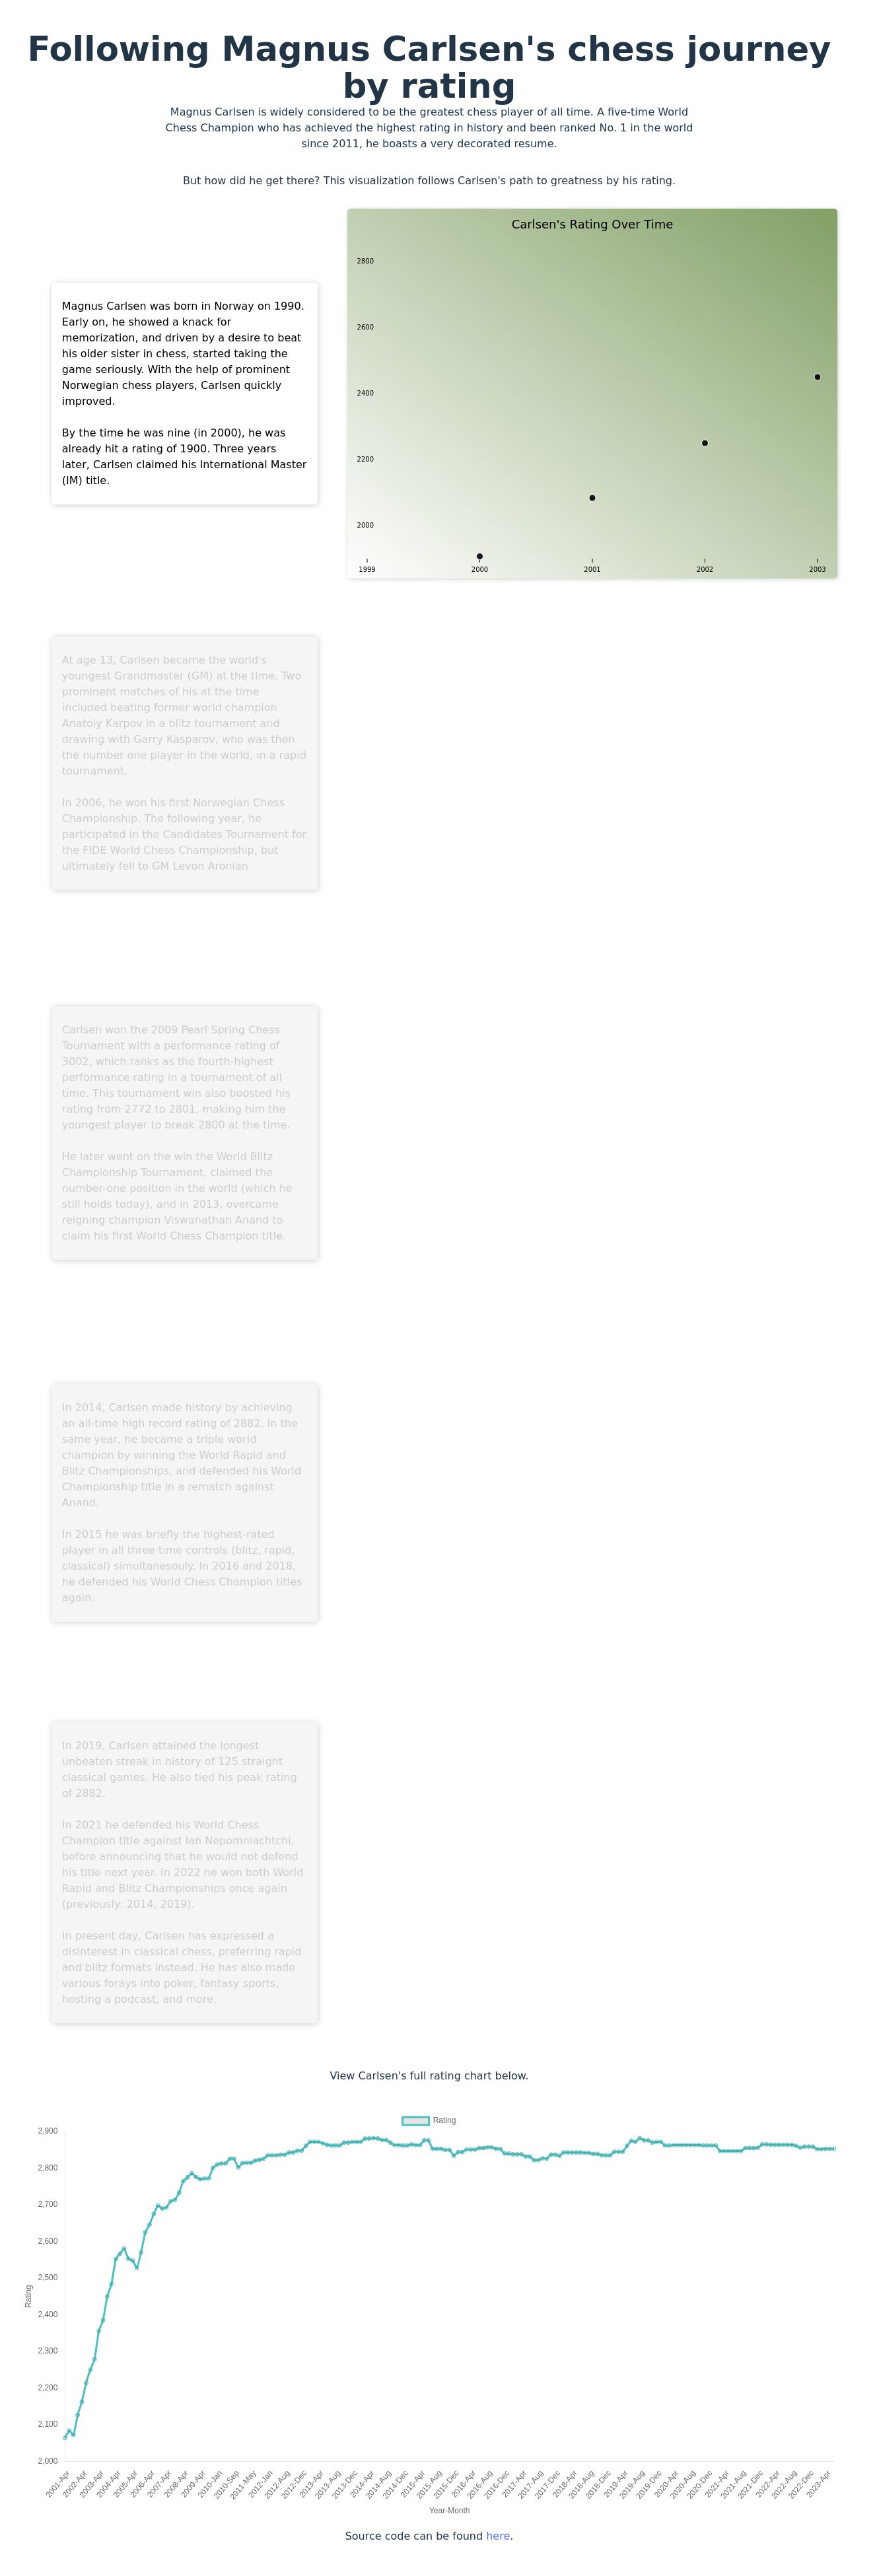 Following Magnus Carlsen's chess journey
by rating
Magnus Carlsen is widely considered to be the greatest chess player of all time. A five-time World
Chess Champion who has achieved the highest rating in history and been ranked No. 1 in the world
since 2011, he boasts a very decorated resume.
But how did he get there? This visualization follows Carlsen's path to greatness by his rating.
Magnus Carlsen was born in Norway on 1990.
Early on, he showed a knack for
memorization, and driven by a desire to beat
his older sister in chess, started taking the
game seriously. With the help of prominent
Norwegian chess players, Carlsen quickly
improved.
By the time he was nine (in 2000), he was
already hit a rating of 1900. Three years
later, Carlsen claimed his International Master
(IM) title.
Carlsen's Rating Over Time
2800
2600
2400
2200
2000
1999 2000 2001 2002 2003
At age 13, Carlsen became the world's
youngest Grandmaster (GM) at the time. Two
prominent matches of his at the time
included beating former world champion
Anatoly Karpov in a blitz tournament and
drawing with Garry Kasparov, who was then
the number one player in the world, in a rapid
tournament.
In 2006, he won his first Norwegian Chess
Championship. The following year, he
participated in the Candidates Tournament for
the FIDE World Chess Championship, but
ultimately fell to GM Levon Aronian
Carlsen won the 2009 Pearl Spring Chess
Tournament with a performance rating of
3002, which ranks as the fourth-highest
performance rating in a tournament of all
time. This tournament win also boosted his
rating from 2772 to 2801, making him the
youngest player to break 2800 at the time.
He later went on the win the World Blitz
Championship Tournament, claimed the
number-one position in the world (which he
still holds today), and in 2013, overcame
reigning champion Viswanathan Anand to
claim his first World Chess Champion title.
In 2014, Carlsen made history by achieving
an all-time high record rating of 2882. In the
same year, he became a triple world
champion by winning the World Rapid and
Blitz Championships, and defended his World
Championship title in a rematch against
Anand.
In 2015 he was briefly the highest-rated
player in all three time controls (blitz, rapid,
classical) simultanesouly. In 2016 and 2018,
he defended his World Chess Champion titles
again.
In 2019, Carlsen attained the longest
unbeaten streak in history of 125 straight
classical games. He also tied his peak rating
of 2882.
In 2021 he defended his World Chess
Champion title against Ian Nepomniachtchi,
before announcing that he would not defend
his title next year. In 2022 he won both World
Rapid and Blitz Championships once again
(previously: 2014, 2019).
In present day, Carlsen has expressed a
disinterest in classical chess, preferring rapid
and blitz formats instead. He has also made
various forays into poker, fantasy sports,
hosting a podcast, and more.
View Carlsen's full rating chart below.
Rating
2,900
2,800
2,700
2,600
2,500
2,400
2,300
2,200
2,100
2,000
Rating
2001-Apr 2002-Apr 2003-Apr 2004-Apr 2005-Apr 2006-Apr 2007-Apr 2008-Apr 2009-Apr 2010-Jan 2010-Sep 2011-May 2012-Jan 2012-Aug 2012-Dec 2013-Apr 2013-Aug 2013-Dec 2014-Apr 2014-Aug 2014-Dec 2015-Apr 2015-Aug 2015-Dec 2016-Apr 2016-Aug 2016-Dec 2017-Apr 2017-Aug 2017-Dec 2018-Apr 2018-Aug 2018-Dec 2019-Apr 2019-Aug 2019-Dec 2020-Apr 2020-Aug 2020-Dec 2021-Apr 2021-Aug 2021-Dec 2022-Apr 2022-Aug 2022-Dec 2023-Apr
Year-Month
Source code can be found here.